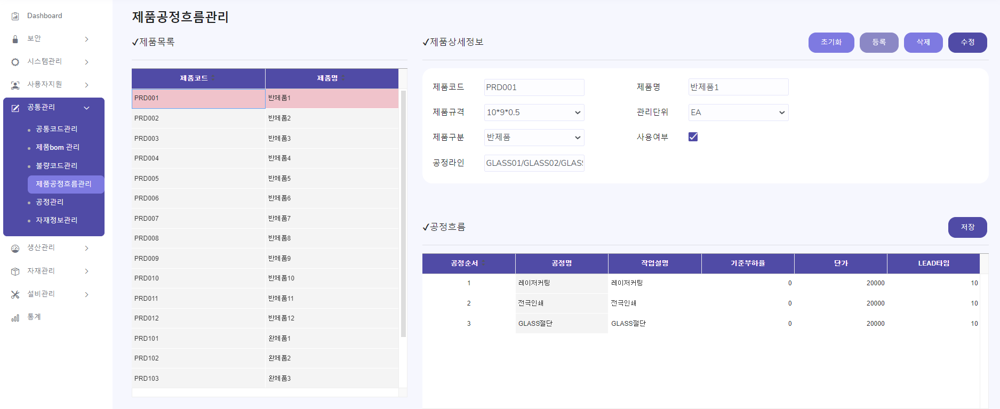 Dashboard
보안
시스템관리
사용자지원
공통관리
공통코드관리
제품bom 관리
불량코드관리
제품공정흐름관리
공정관리
자재정보관리
생산관리
자재관리
설비관리
통계
제품공정흐름관리
✓제품목록
제품코드 제품명
PRD001 반제품1
PRD002 반제품2
PRD003 반제품3
PRD004 반제품4
PRD005 반제품5
PRD006 반제품6
PRD007 반제품7
PRD008 반제품8
PRD009 반제품9
PRD010 반제품10
PRD011 반제품11
PRD012 반제품12
PRD101 완제품1
PRD102 완제품2
PRD103 완제품3
✓제품상세정보
초기화 등록 삭제 수정
제품코드 PRD001 제품명 반제품1
제품규격 10*9*0.5 관리단위 EA
제품구분 반제품 사용여부
공정라인 GLASS01/GLASS02/GLAS
✓공정흐름
저장
공정순서 공정명 작업설명 기준부하율 단가 LEAD타임
1 레이저커팅 레이저커팅 0 20000 10
2 전극인쇄 전극인쇄 0 20000 10
3 GLASS절단 GLASS절단 0 20000 10